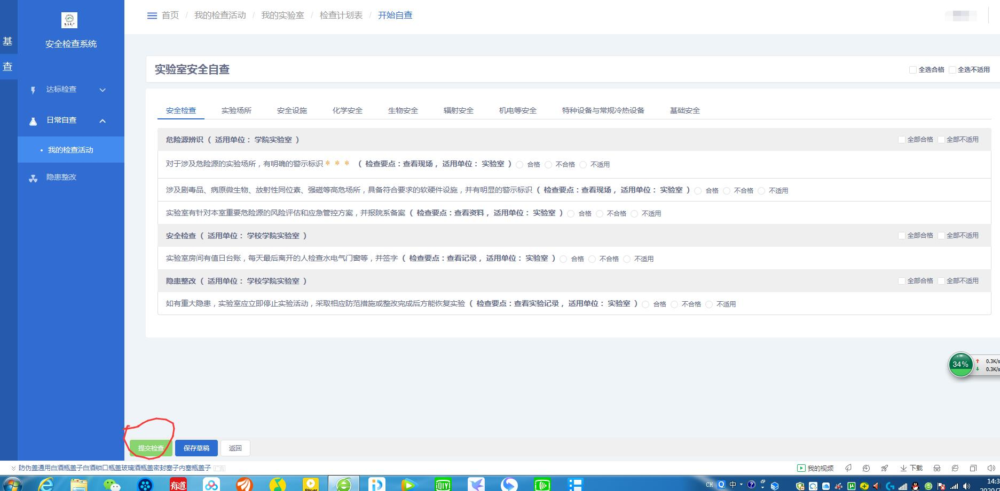 基
查
安全检查系统
达标检查
日常自查
我的检查活动
隐患整改
首页 / 我的检查活动 / 我的实验室 / 检查计划表 / 开始自查
实验室安全自查
全选合格 全选不适用
安全检查 实验场所 安全设施 化学安全 生物安全 辐射安全 机电等安全 特种设备与常规冷热设备 基础安全
危险源辨识 ( 适用单位： 学院实验室 ) 全部合格 全部不适用
对于涉及危险源的实验场所，有明确的警示标识 * * * ( 检查要点：查看现场， 适用单位： 实验室 ) 合格 不合格 不适用
涉及剧毒品、病原微生物、放射性同位素、强磁等高危场所，具备符合要求的软硬件设施，并有明显的警示标识 ( 检查要点：查看现场， 适用单位： 实验室 ) 合格 不合格 不适用
实验室有针对本室重要危险源的风险评估和应急管控方案，并报院系备案 ( 检查要点：查看资料， 适用单位： 实验室 ) 合格 不合格 不适用
安全检查 ( 适用单位： 学校学院实验室 ) 全部合格 全部不适用
实验室房间有值日台账，每天最后离开的人检查水电气门窗等，并签字 ( 检查要点：查看记录， 适用单位： 实验室 ) 合格 不合格 不适用
隐患整改 ( 适用单位： 学校学院实验室 ) 全部合格 全部不适用
如有重大隐患，实验室应立即停止实验活动，采取相应防范措施或整改完成后方能恢复实验 ( 检查要点：查看实验记录， 适用单位： 实验室 ) 合格 不合格 不适用
34% 0.3K/s
0.3K/s
提交检查 保存草稿 返回
防伪盖通用白酒瓶盖子白酒锁口瓶盖玻璃酒瓶盖密封塞子内塞瓶盖子 广告
我的视频 下载
有道 Player QIY CH 中 14:3